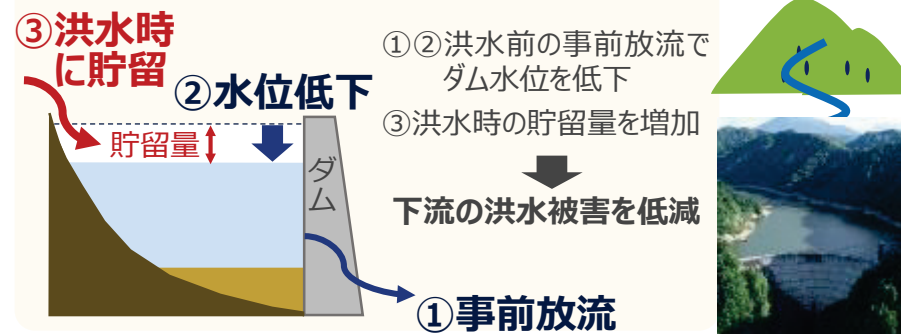 ③洪水時
に貯留
②水位低下
貯留量
ダム
①事前放流
①②洪水前の事前放流で
ダム水位を低下
③洪水時の貯留量を増加
下流の洪水被害を低減